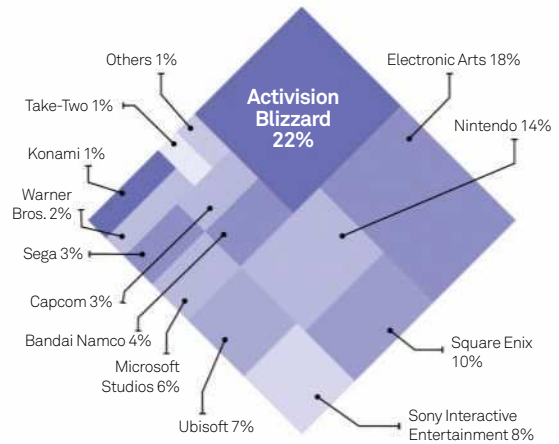 Others 1%
Electronic Arts 18%
Take-Two 1%
Activision
Blizzard
22%
Nintendo 14%
Konami 1%
Warner
Bros. 2%
Sega 3%
Capcom 3%
Bandai Namco 4%
Microsoft
Studios 6%
Square Enix
10%
Ubisoft 7%
Sony Interactive
Entertainment 8%